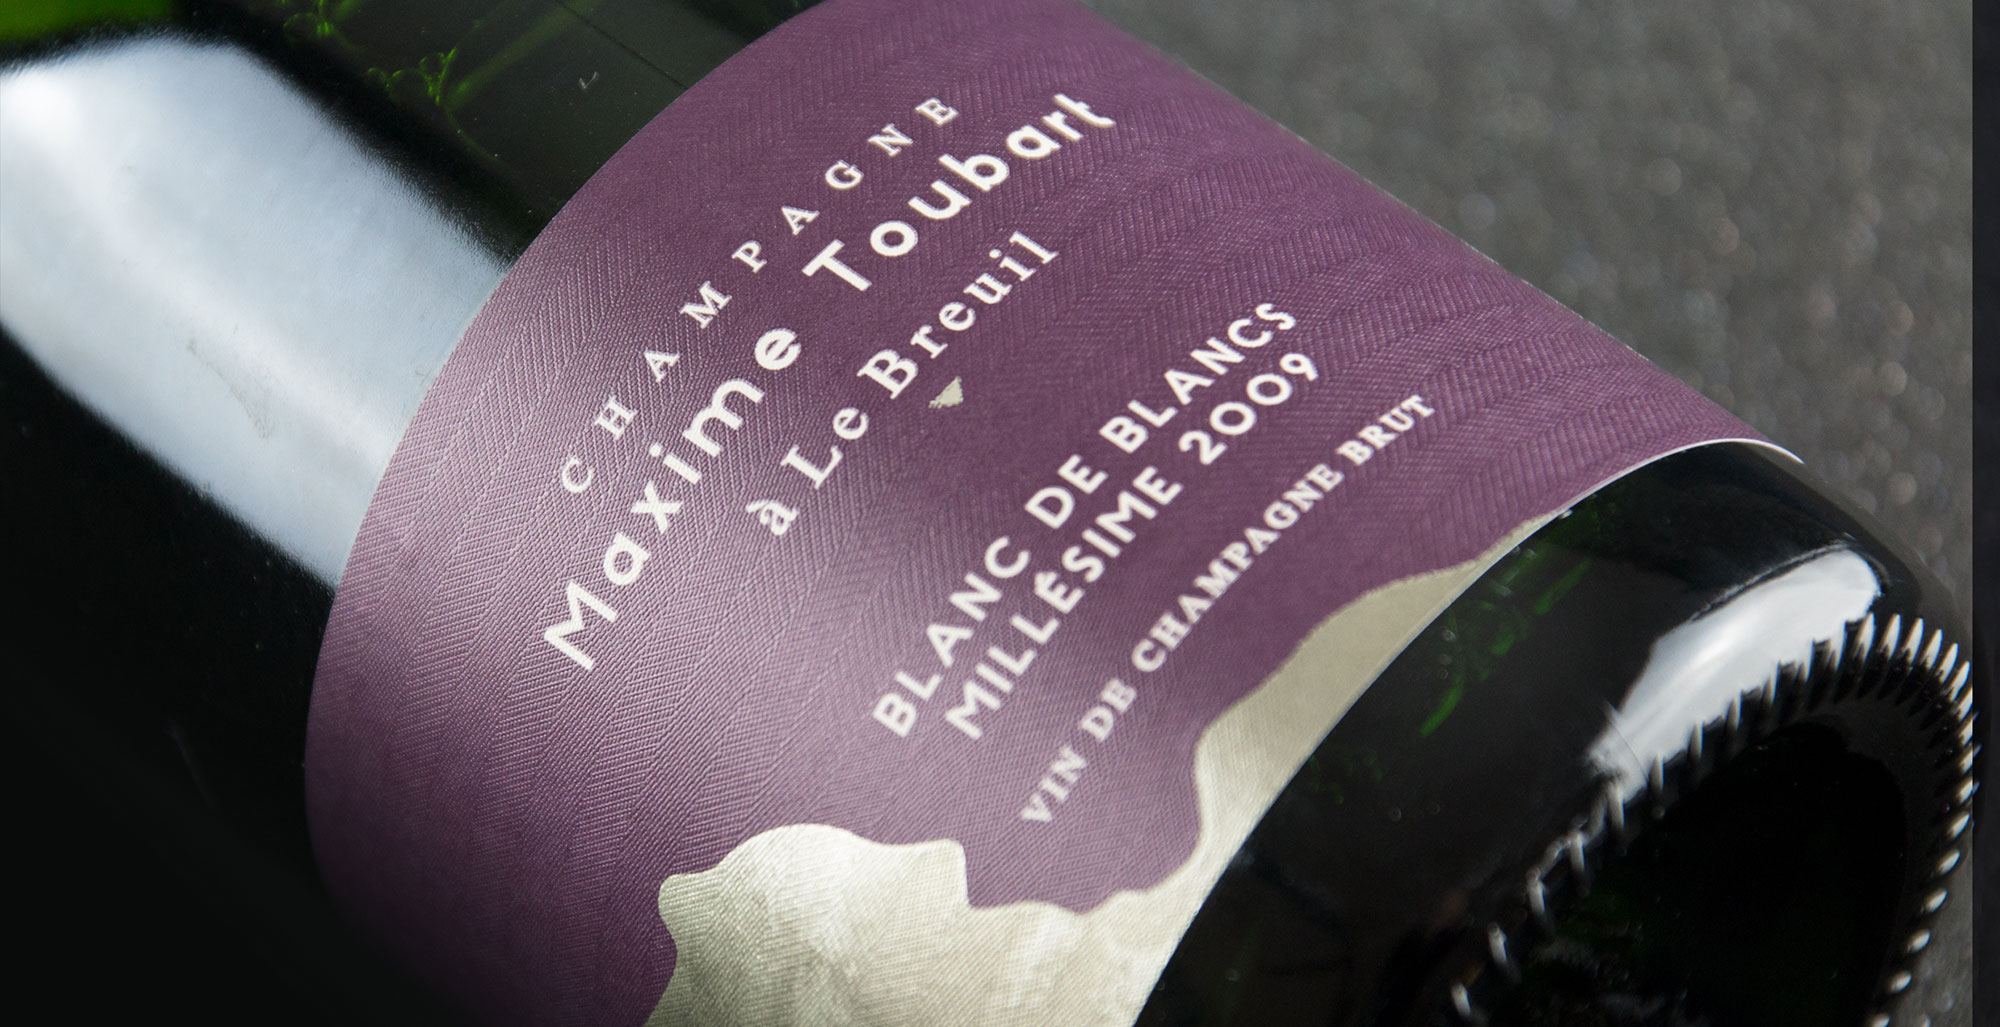 CHAMPAGNE
Maxime Toubart
à Le Breuil
BLANC DE BLANCS
MILLÉSIME 2009
VIN DE CHAMPAGNE BRUT